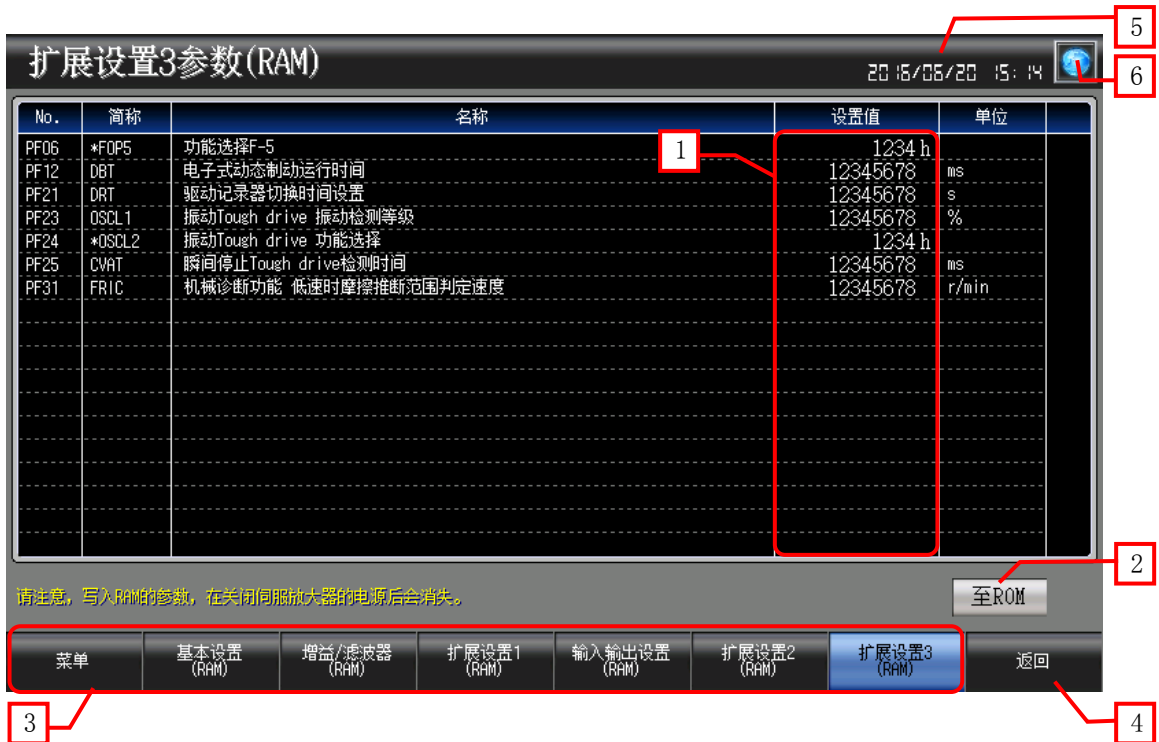 5
扩展设置3参数(RAM)
2016/06/20 15:14
6
No. 简称 名称 设置值 单位
1
PF06 *FOP5 功能选择F-5 1234 h
PF12 DBT 电子式动态制动运行时间 12345678 ms
PF21 DRT 驱动记录器切换时间设置 12345678 s
PF23 OSCL1 振动Tough drive 振动检测等级 12345678 %
PF24 *OSCL2 振动Tough drive 功能选择 1234 h
PF25 CVAT 瞬间停止Tough drive检测时间 12345678 ms
PF31 FRIC 机械诊断功能 低速时摩擦推断范围判定速度 12345678 r/min
2
请注意，写入RAM的参数，在关闭伺服放大器的电源后会消失。
至ROM
菜单
基本设置
(RAM)
增益/滤波器
(RAM)
扩展设置1
(RAM)
输入输出设置
(RAM)
扩展设置2
(RAM)
扩展设置3
(RAM)
返回
3
4